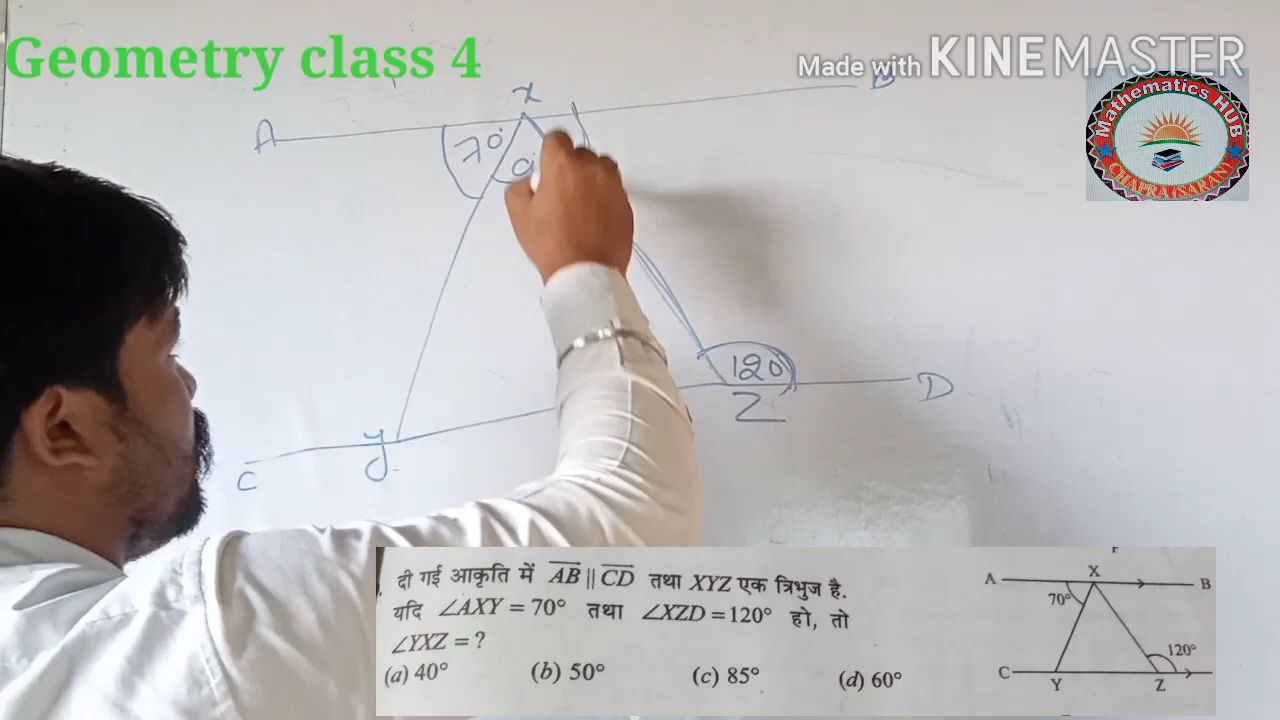 Geometry class 4
Made with KINEMASTER
Mathematics HUB
CHAPRA (SARAN)
A
x
B
70°
120
C
y
Z
D
दी गई आकृति में AB || CD तथा XYZ एक त्रिभुज है.
यदि ∠AXY = 70° तथा ∠XZD = 120° हो, तो
∠YXZ = ?
(a) 40° (b) 50° (c) 85° (d) 60°
A X B
70°
120°
C Y Z